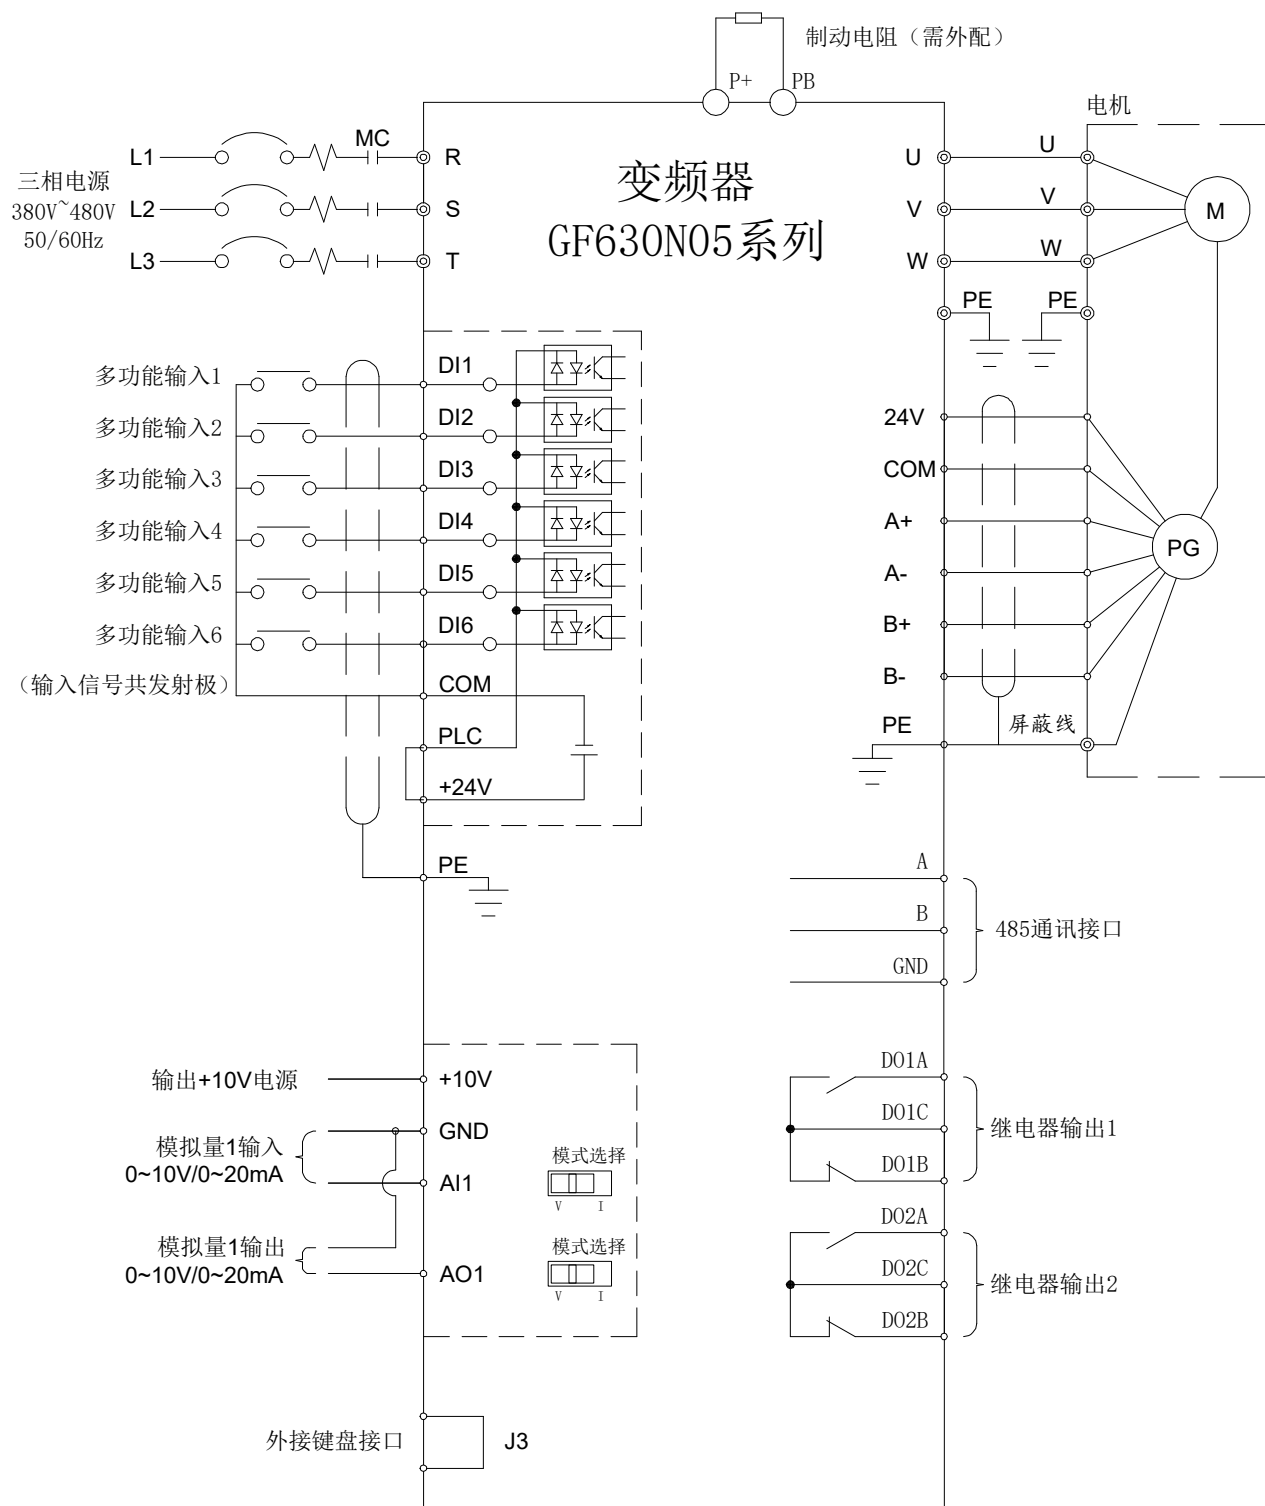 制动电阻（需外配）
P+
PB
电机
变频器
GF630N05系列
三相电源
380V~480V
50/60Hz
L1
L2
L3
MC
R
S
T
U
V
W
U
V
W
M
PE
PE
多功能输入1
多功能输入2
多功能输入3
多功能输入4
多功能输入5
多功能输入6
（输入信号共发射极）
DI1
DI2
DI3
DI4
DI5
DI6
COM
PLC
+24V
PE
24V
COM
A+
A-
B+
B-
PE
PG
屏蔽线
A
B
GND
485通讯接口
输出+10V电源
+10V
模拟量1输入
0~10V/0~20mA
GND
AI1
模式选择
V I
模拟量1输出
0~10V/0~20mA
AO1
模式选择
V I
DO1A
DO1C
DO1B
继电器输出1
DO2A
DO2C
DO2B
继电器输出2
外接键盘接口
J3